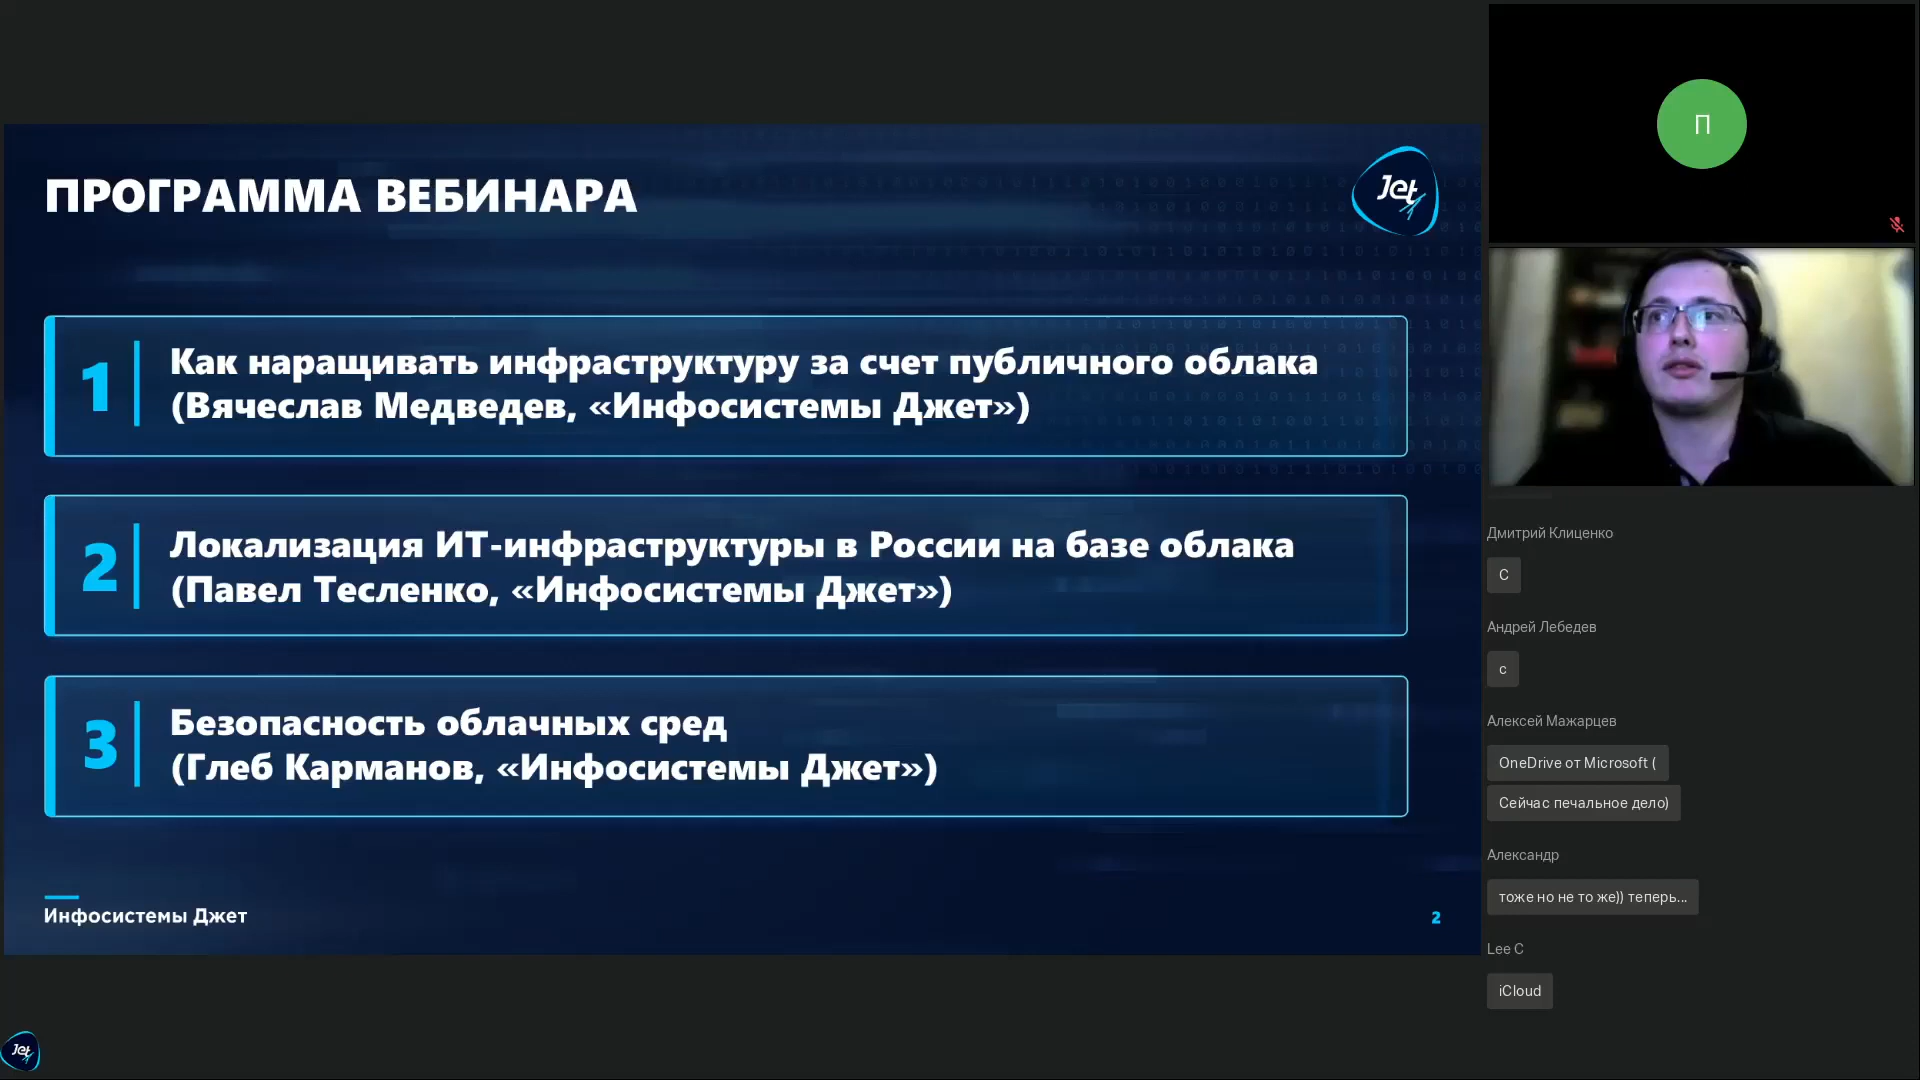 ПРОГРАММА ВЕБИНАРА
Jet
1
Как наращивать инфраструктуру за счет публичного облака
(Вячеслав Медведев, «Инфосистемы Джет»)
2
Локализация ИТ-инфраструктуры в России на базе облака
(Павел Тесленко, «Инфосистемы Джет»)
3
Безопасность облачных сред
(Глеб Карманов, «Инфосистемы Джет»)
Инфосистемы Джет
2
Jet
П
Дмитрий Клиценко
С
Андрей Лебедев
с
Алексей Мажарцев
OneDrive от Microsoft (
Сейчас печальное дело)
Александр
тоже но не то же)) теперь...
Lee C
iCloud